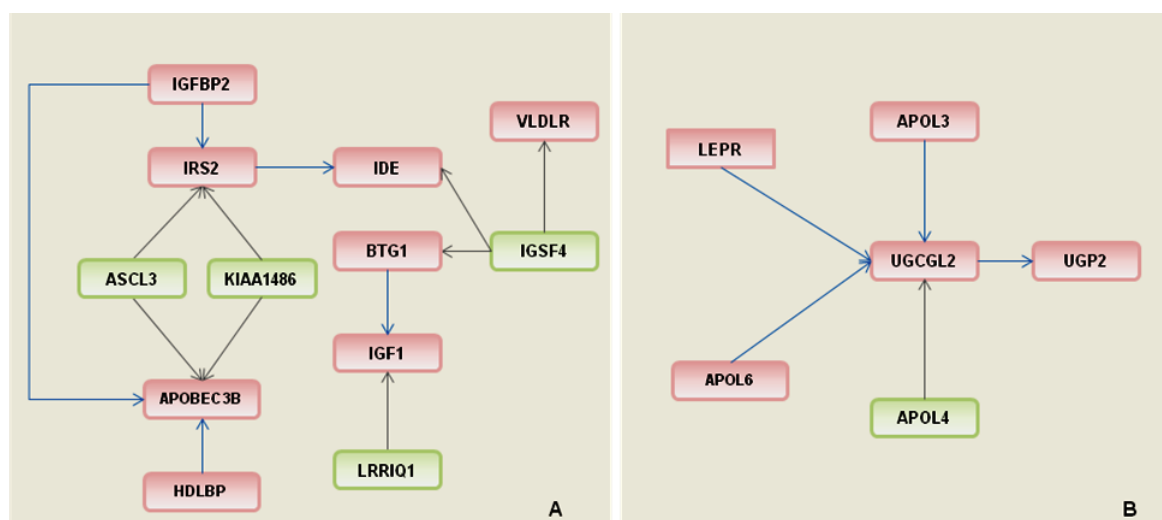 IGFBP2
VLDLR
IRS2
IDE
BTG1
IGSF4
ASCL3
KIAA1486
IGF1
APOBEC3B
LRRIQ1
HDLBP
A
APOL3
LEPR
UGCGL2
UGP2
APOL6
APOL4
B